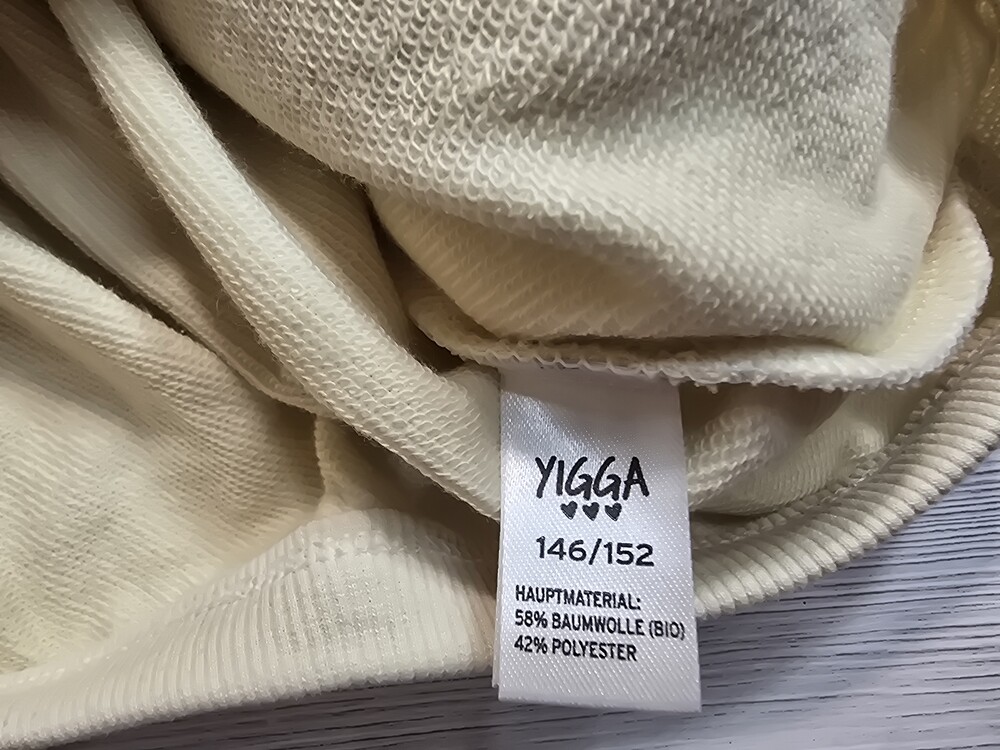 YIGGA
146/152
HAUPTMATERIAL:
58% BAUMWOLLE (BIO)
42% POLYESTER